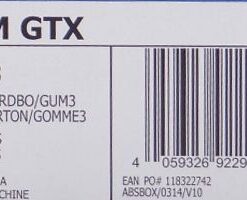 GTX
RDBO/GUM3
RTON/GOMME3
4 059326 9229
EAN PO# 118322742
ABSBOX/0314/V10
A
CHINE